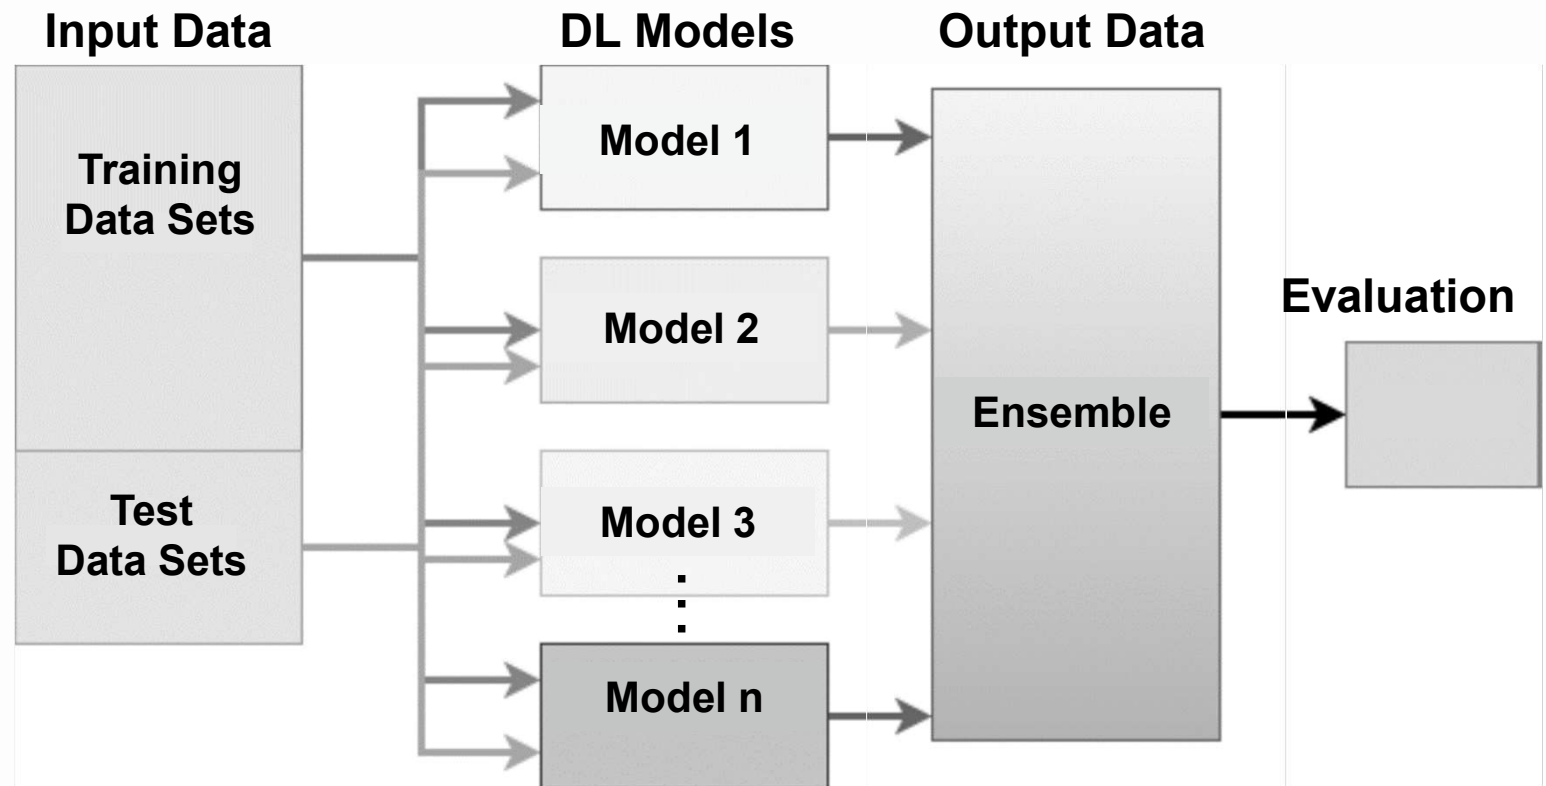 Input Data
DL Models
Output Data
Training
Data Sets
Test
Data Sets
Model 1
Model 2
Model 3
Model n
Ensemble
Evaluation